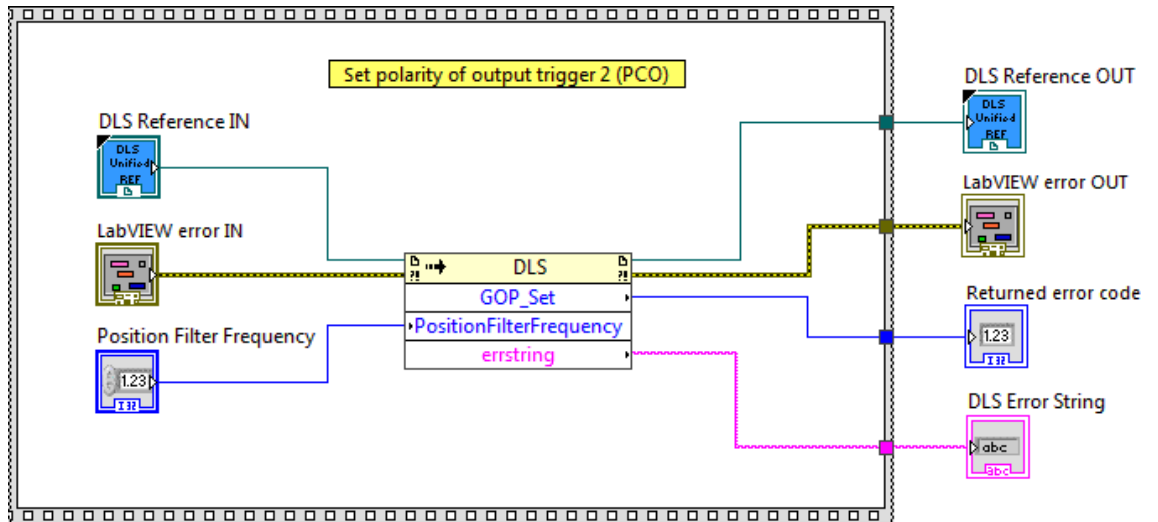 Set polarity of output trigger 2 (PCO)
DLS Reference IN
DLS
Unified
REF
LabVIEW error IN
Position Filter Frequency
1.23
I32
DLS
GOP_Set
PositionFilterFrequency
errstring
DLS Reference OUT
DLS
Unified
REF
LabVIEW error OUT
Returned error code
1.23
I32
DLS Error String
abc
abc